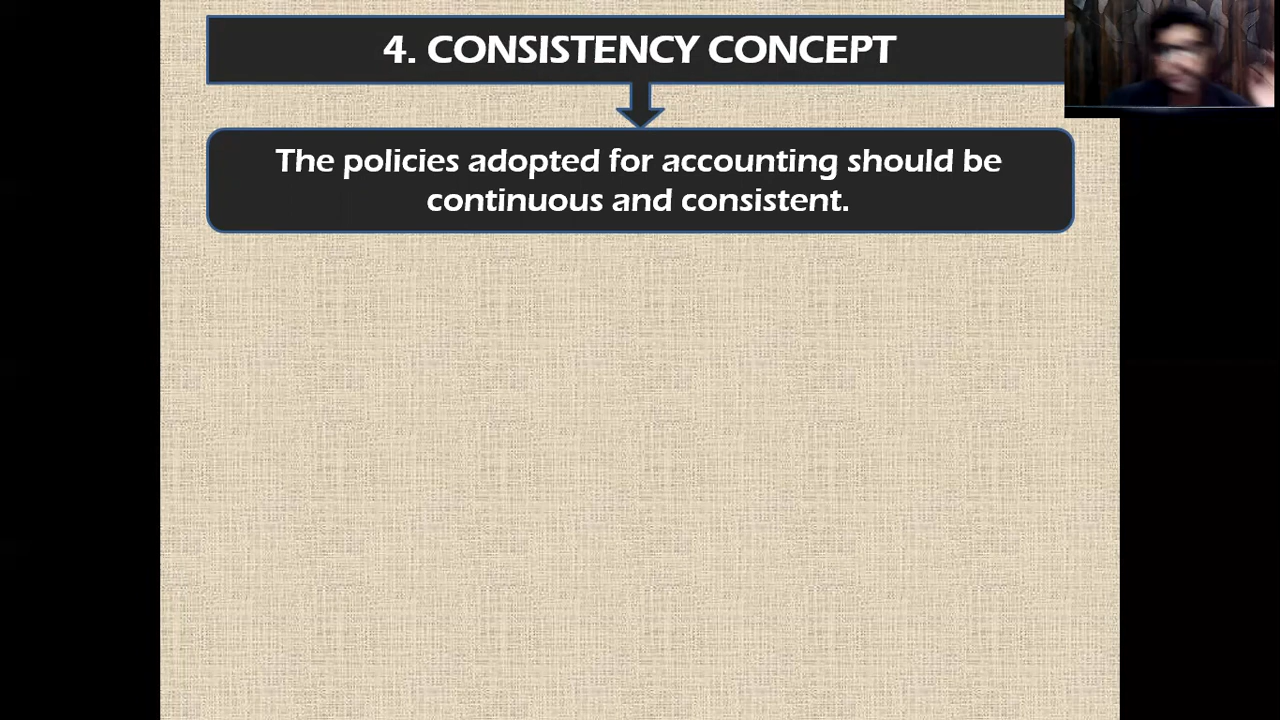 4. CONSISTENCY CONCEPT
The policies adopted for accounting should be
continuous and consistent.